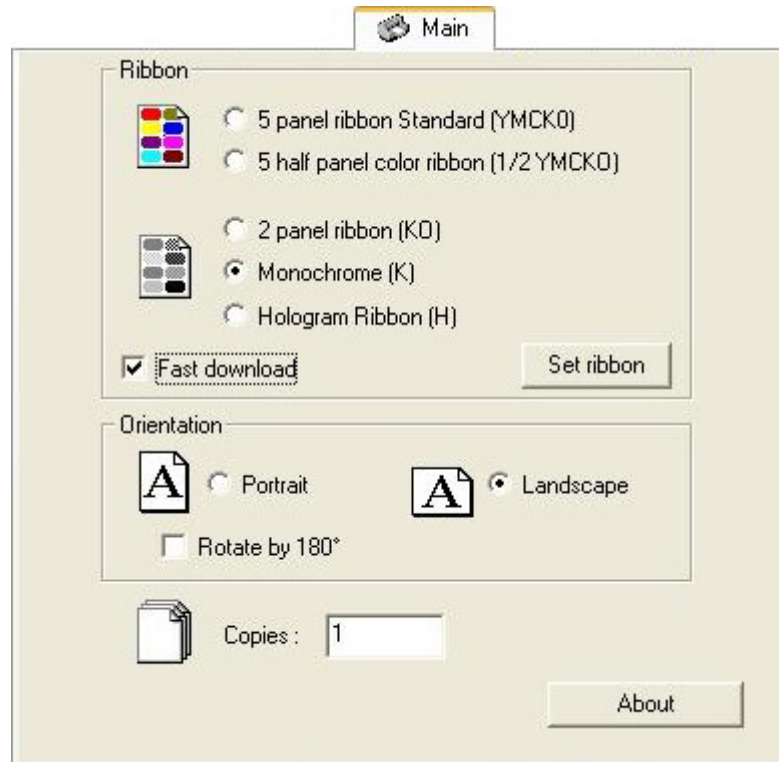 Main
Ribbon
5 panel ribbon Standard (YMCKO)
5 half panel color ribbon (1/2 YMCKO)
2 panel ribbon (KO)
Monochrome (K)
Hologram Ribbon (H)
Fast download
Set ribbon
Orientation
A Portrait
A Landscape
Rotate by 180°
Copies : 1
About